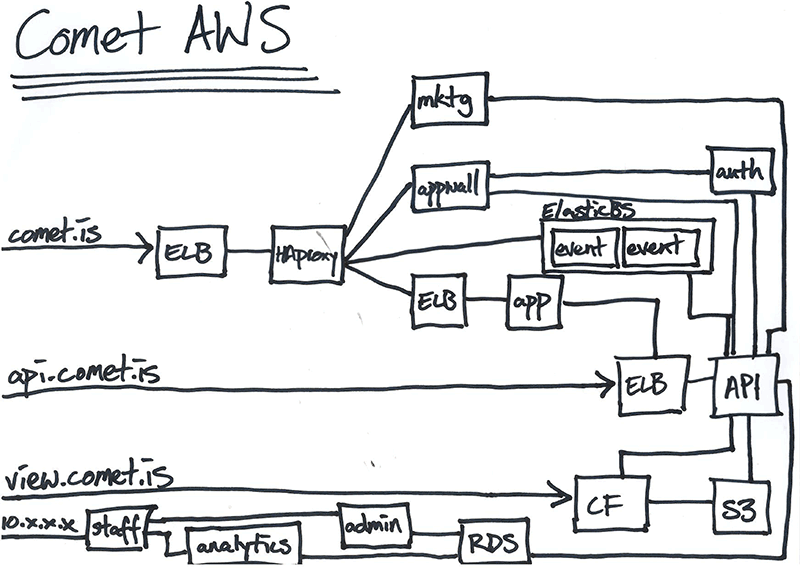 Comet AWS
mktg
appwall
auth
ElasticBS
comet.is
ELB
HAproxy
event
event
ELB
app
api.comet.is
ELB
API
view.comet.is
CF
S3
10.x.x.x
staff
admin
analytics
RDS